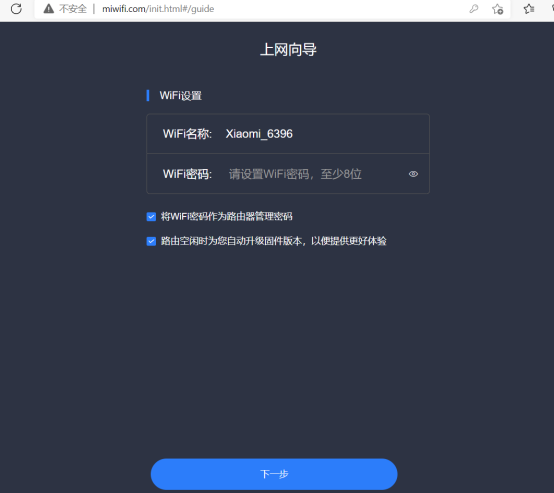 不安全 | miwifi.com/init.html#/guide
上网向导
WiFi设置
WiFi名称: Xiaomi_6396
WiFi密码: 请设置WiFi密码，至少8位
将WiFi密码作为路由器管理密码
路由空闲时为您自动升级固件版本，以便提供更好体验
下一步